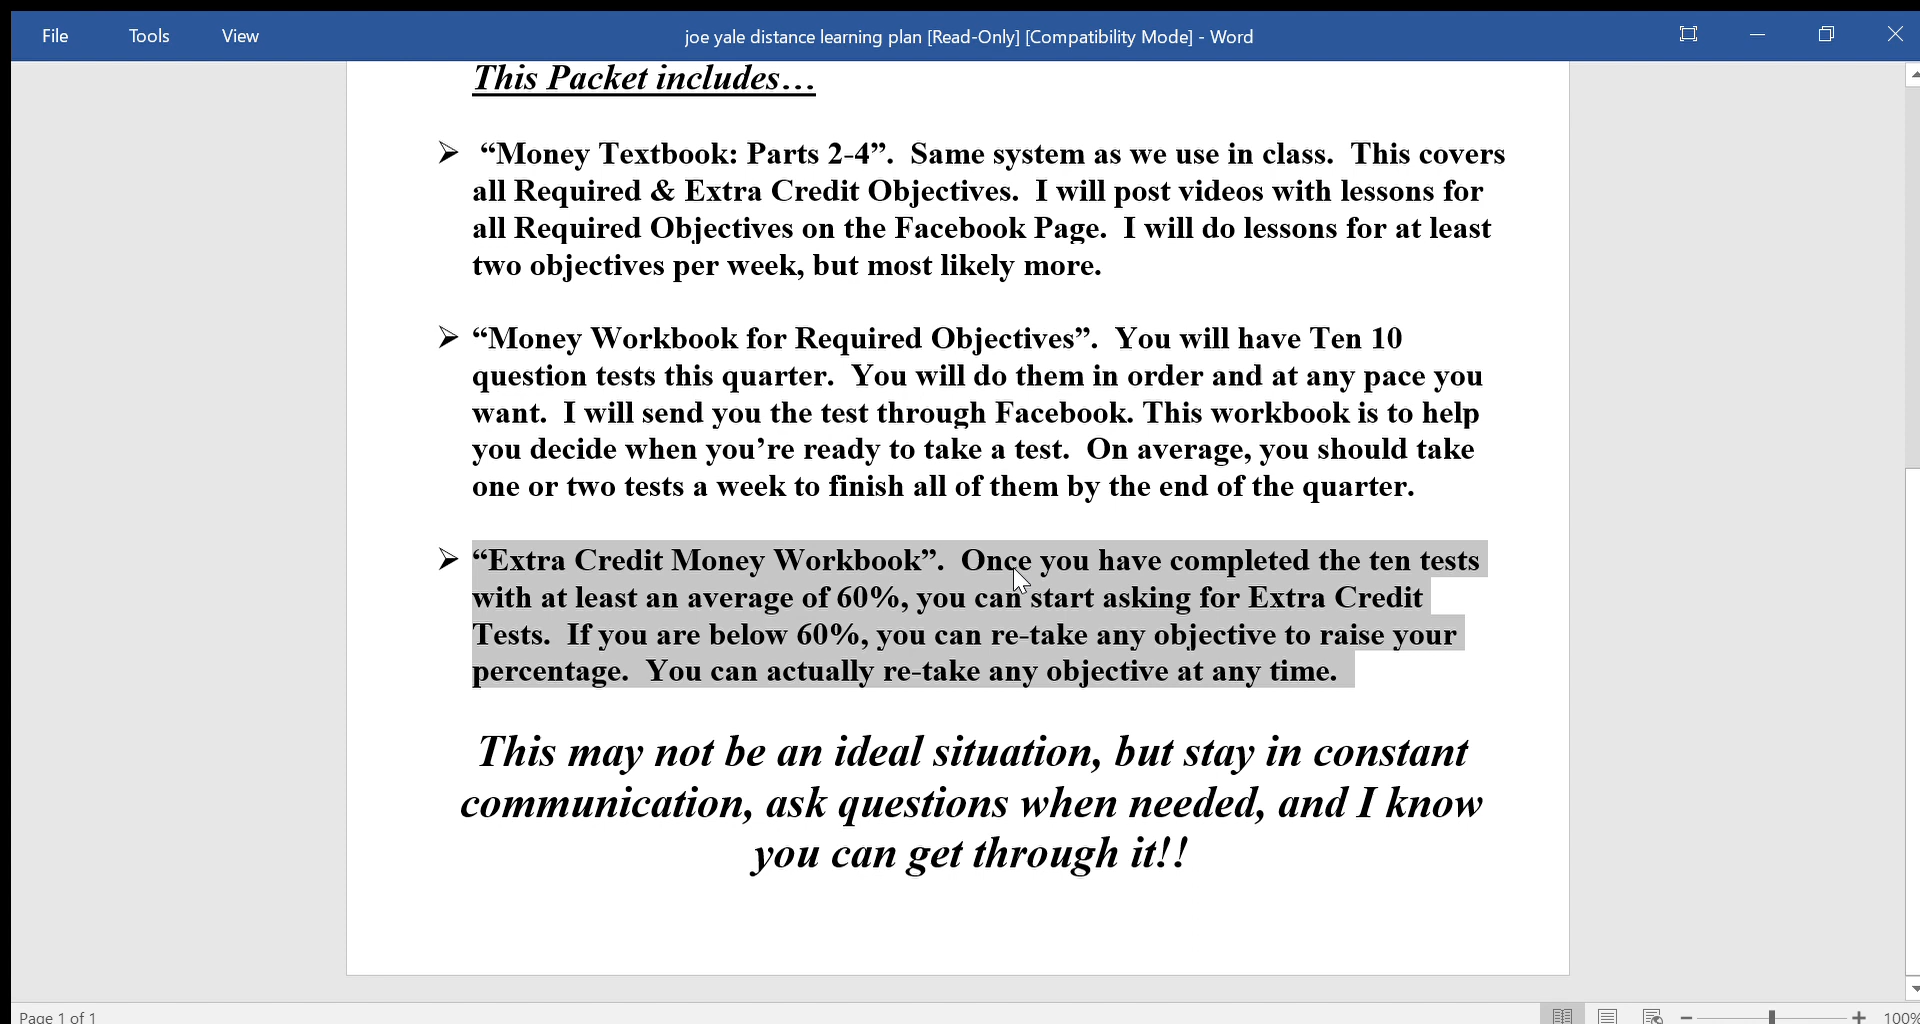 File Tools View joe yale distance learning plan [Read-Only] [Compatibility Mode] - Word
This Packet includes…
“Money Textbook: Parts 2-4”. Same system as we use in class. This covers
all Required & Extra Credit Objectives. I will post videos with lessons for
all Required Objectives on the Facebook Page. I will do lessons for at least
two objectives per week, but most likely more.
“Money Workbook for Required Objectives”. You will have Ten 10
question tests this quarter. You will do them in order and at any pace you
want. I will send you the test through Facebook. This workbook is to help
you decide when you’re ready to take a test. On average, you should take
one or two tests a week to finish all of them by the end of the quarter.
“Extra Credit Money Workbook”. Once you have completed the ten tests
with at least an average of 60%, you can start asking for Extra Credit
Tests. If you are below 60%, you can re-take any objective to raise your
percentage. You can actually re-take any objective at any time.
This may not be an ideal situation, but stay in constant
communication, ask questions when needed, and I know
you can get through it!!
Page 1 of 1 100%